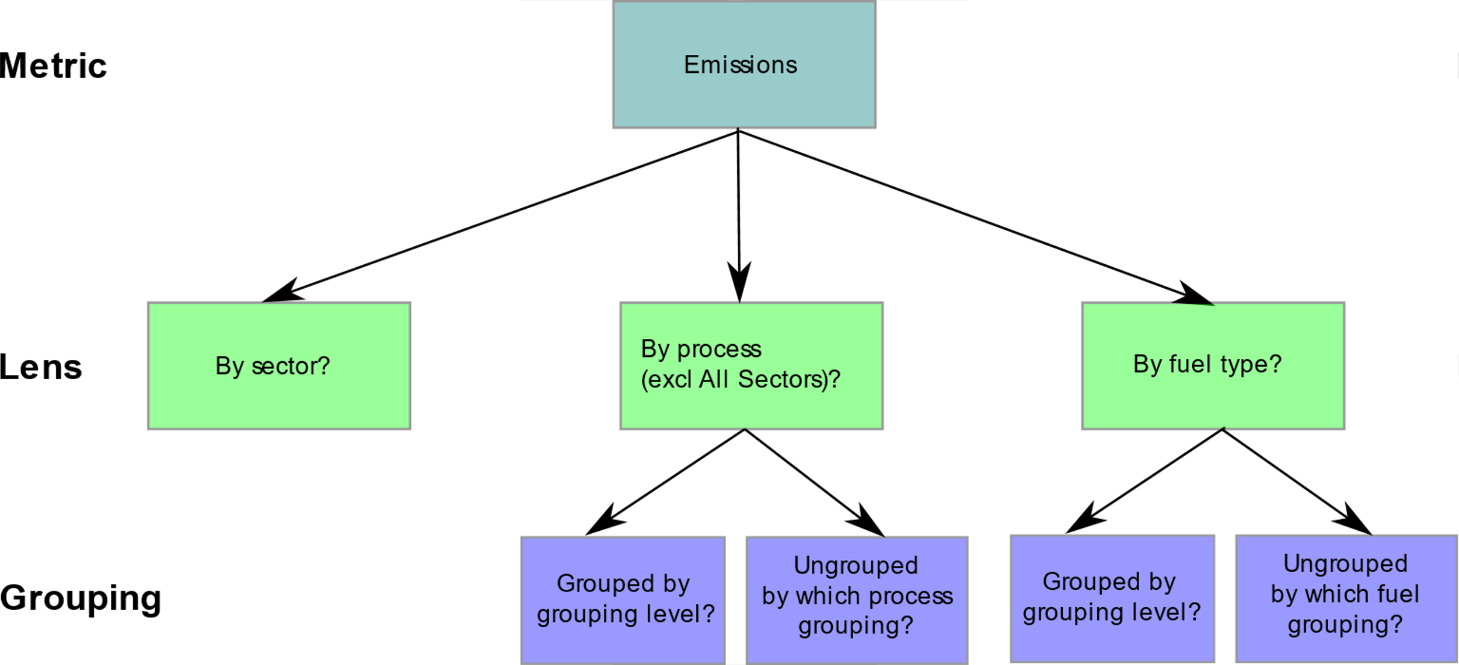 Metric
Emissions
Lens
By sector?
By process
(excl All Sectors)?
By fuel type?
Grouping
Grouped by
grouping level?
Ungrouped
by which process
grouping?
Grouped by
grouping level?
Ungrouped
by which fuel
grouping?